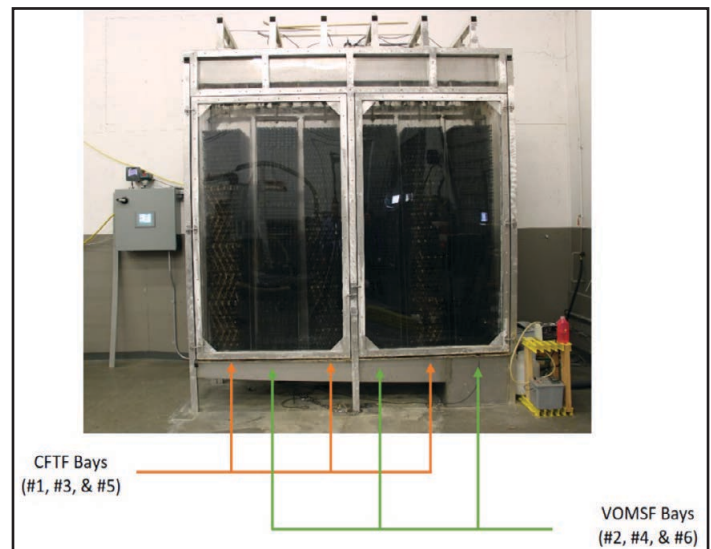 CFTF Bays
(#1, #3, & #5)
VOMSF Bays
(#2, #4, & #6)